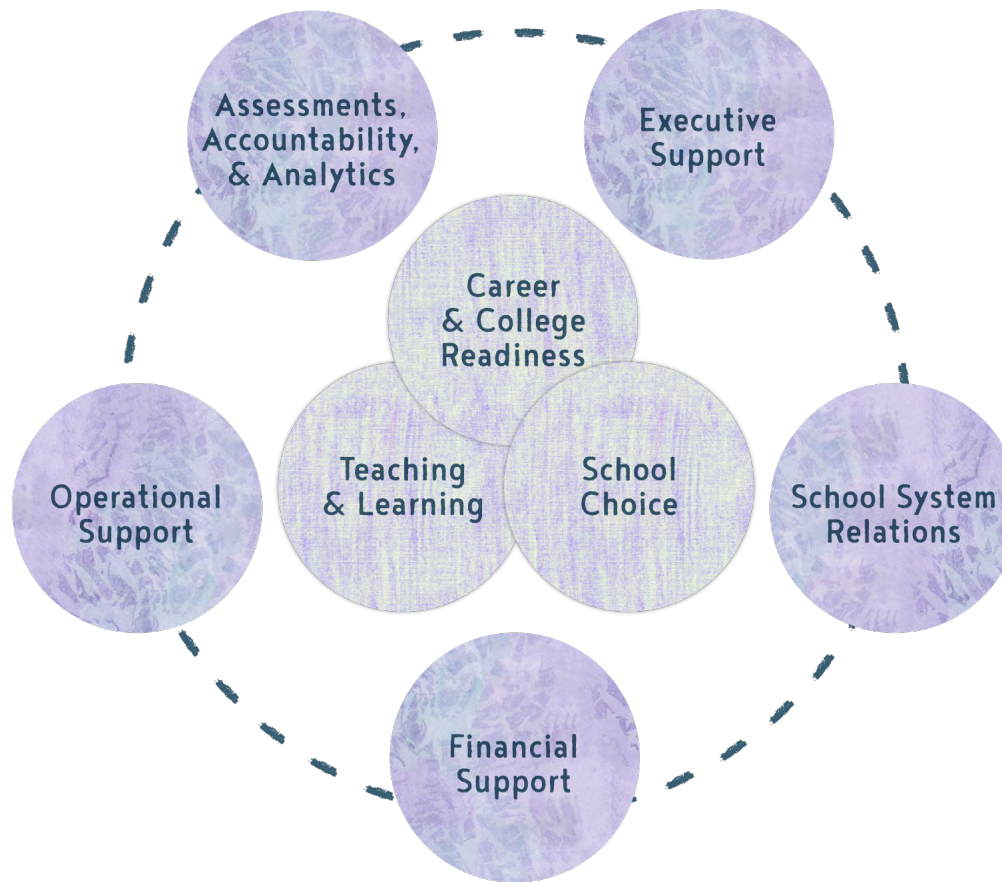 Assessments,
Accountability,
& Analytics
Executive
Support
Career
& College
Readiness
Teaching
& Learning
School
Choice
Operational
Support
School System
Relations
Financial
Support